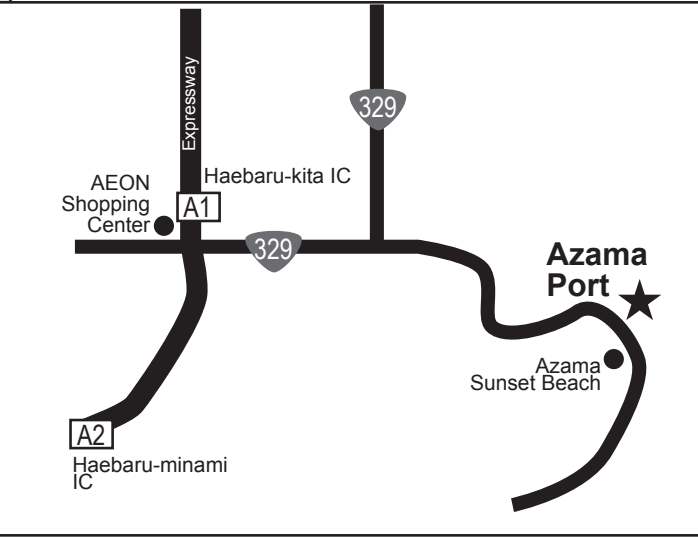 Expressway
329
AEON
Shopping
Center
Haebaru-kita IC
A1
329
Azama
Port
Azama
Sunset Beach
A2
Haebaru-minami
IC